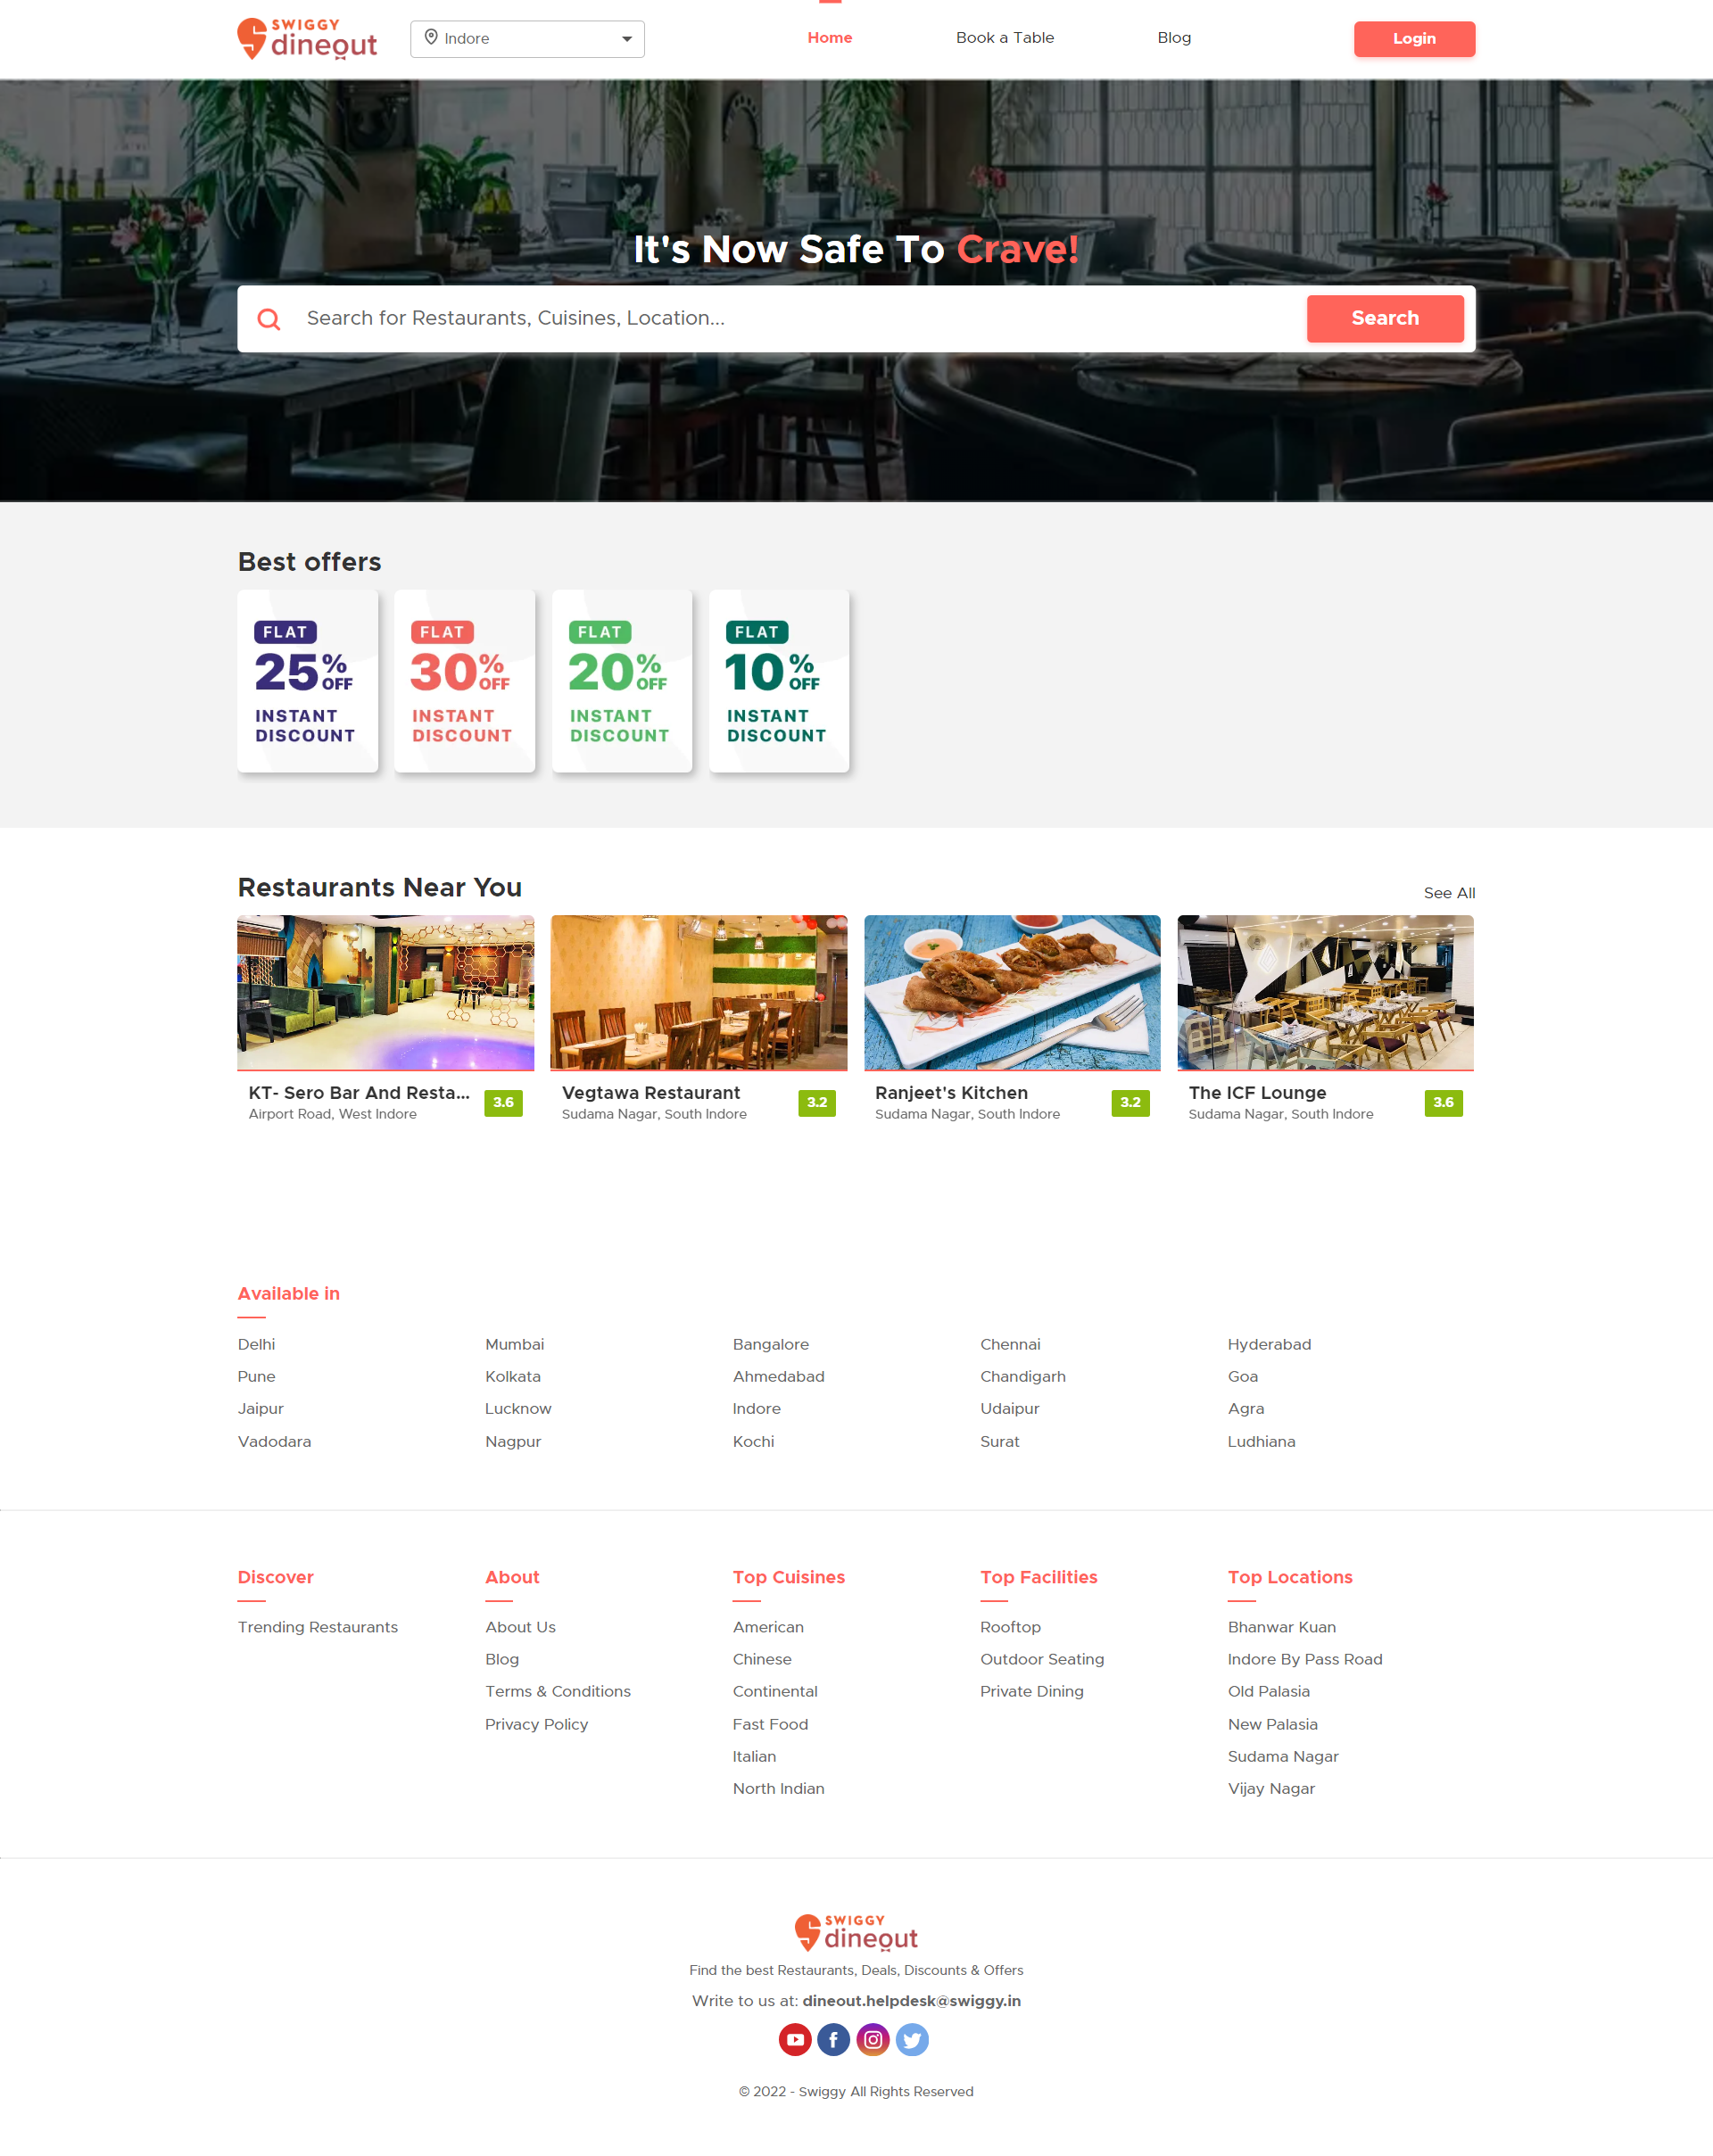 SWIGGY
dineout
Indore
Home
Book a Table
Blog
Login
It's Now Safe To Crave!
Search for Restaurants, Cuisines, Location...
Search
Best offers
FLAT
25% OFF
INSTANT
DISCOUNT
FLAT
30% OFF
INSTANT
DISCOUNT
FLAT
20% OFF
INSTANT
DISCOUNT
FLAT
10% OFF
INSTANT
DISCOUNT
Restaurants Near You
See All
KT- Sero Bar And Resta...
3.6
Airport Road, West Indore
Vegtawa Restaurant
3.2
Sudama Nagar, South Indore
Ranjeet's Kitchen
3.2
Sudama Nagar, South Indore
The ICF Lounge
3.6
Sudama Nagar, South Indore
Available in
Delhi
Mumbai
Bangalore
Chennai
Hyderabad
Pune
Kolkata
Ahmedabad
Chandigarh
Goa
Jaipur
Lucknow
Indore
Udaipur
Agra
Vadodara
Nagpur
Kochi
Surat
Ludhiana
Discover
Trending Restaurants
About
About Us
Blog
Terms & Conditions
Privacy Policy
Top Cuisines
American
Chinese
Continental
Fast Food
Italian
North Indian
Top Facilities
Rooftop
Outdoor Seating
Private Dining
Top Locations
Bhanwar Kuan
Indore By Pass Road
Old Palasia
New Palasia
Sudama Nagar
Vijay Nagar
SWIGGY
dineout
Find the best Restaurants, Deals, Discounts & Offers
Write to us at: dineout.helpdesk@swiggy.in
© 2022 - Swiggy All Rights Reserved